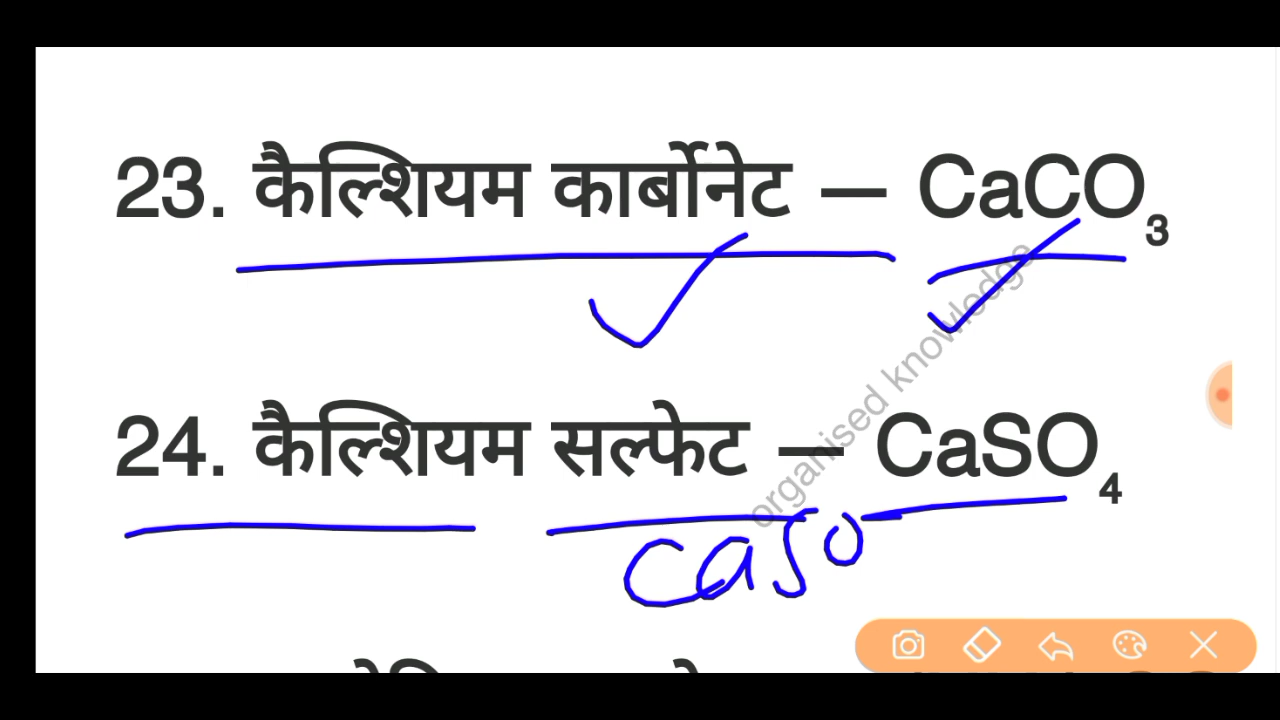 23. कैल्शियम कार्बोनेट — CaCO₃
24. कैल्शियम सल्फेट — CaSO₄
organised knowledge
CaSO